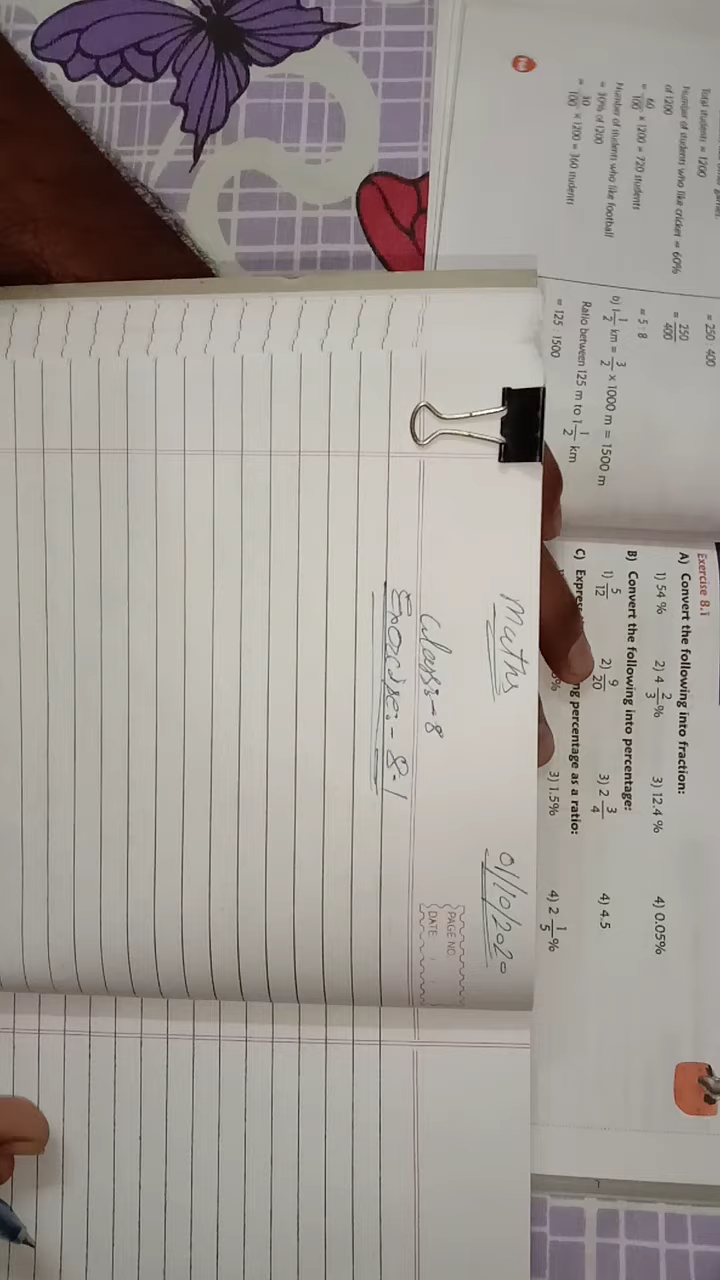 Total students = 1200
Number of students who like cricket = 60%
of 1200
= 60/100 × 1200 = 720 students
Number of students who like football
= 30% of 1200
= 30/100 × 1200 = 360 students
= 250 : 400
= 250/400
= 5 : 8
b) 1 1/2 km = 3/2 × 1000 m = 1500 m
Ratio between 125 m to 1 1/2 km
= 125 : 1500
Exercise 8.1
A) Convert the following into fraction:
1) 54 % 2) 4 2/3 % 3) 12.4 % 4) 0.05%
B) Convert the following into percentage:
1) 5/12 2) 9/20 3) 2 3/4 4) 4.5
C) percentage as a ratio:
3) 1.5% 4) 2 1/5 %
Maths 01/10/2020
PAGE NO.
DATE
Class:-8
Exercise:- 8.1